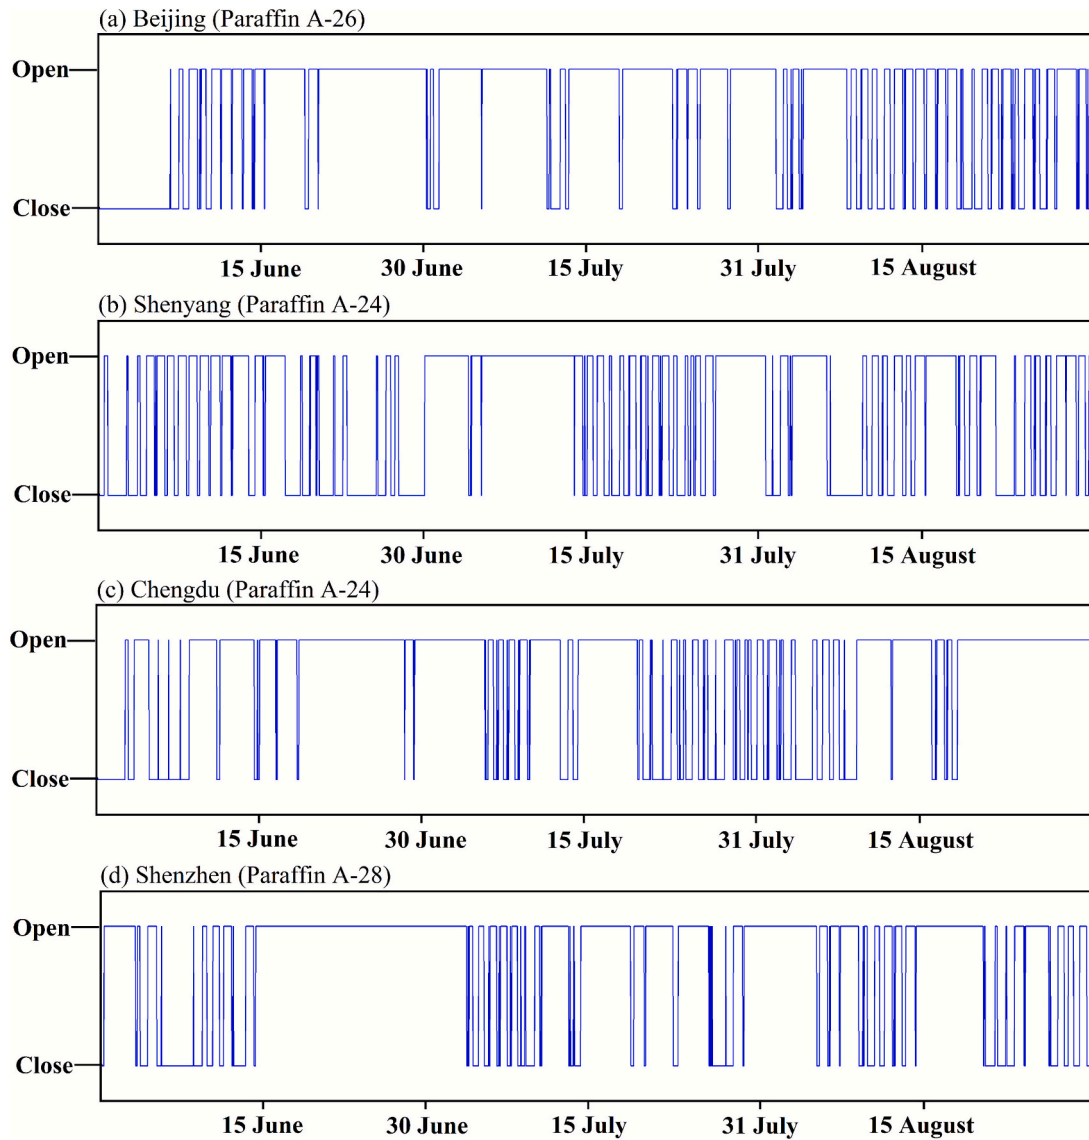 (a) Beijing (Paraffin A-26)
Open
Close
15 June 30 June 15 July 31 July 15 August
(b) Shenyang (Paraffin A-24)
Open
Close
15 June 30 June 15 July 31 July 15 August
(c) Chengdu (Paraffin A-24)
Open
Close
15 June 30 June 15 July 31 July 15 August
(d) Shenzhen (Paraffin A-28)
Open
Close
15 June 30 June 15 July 31 July 15 August